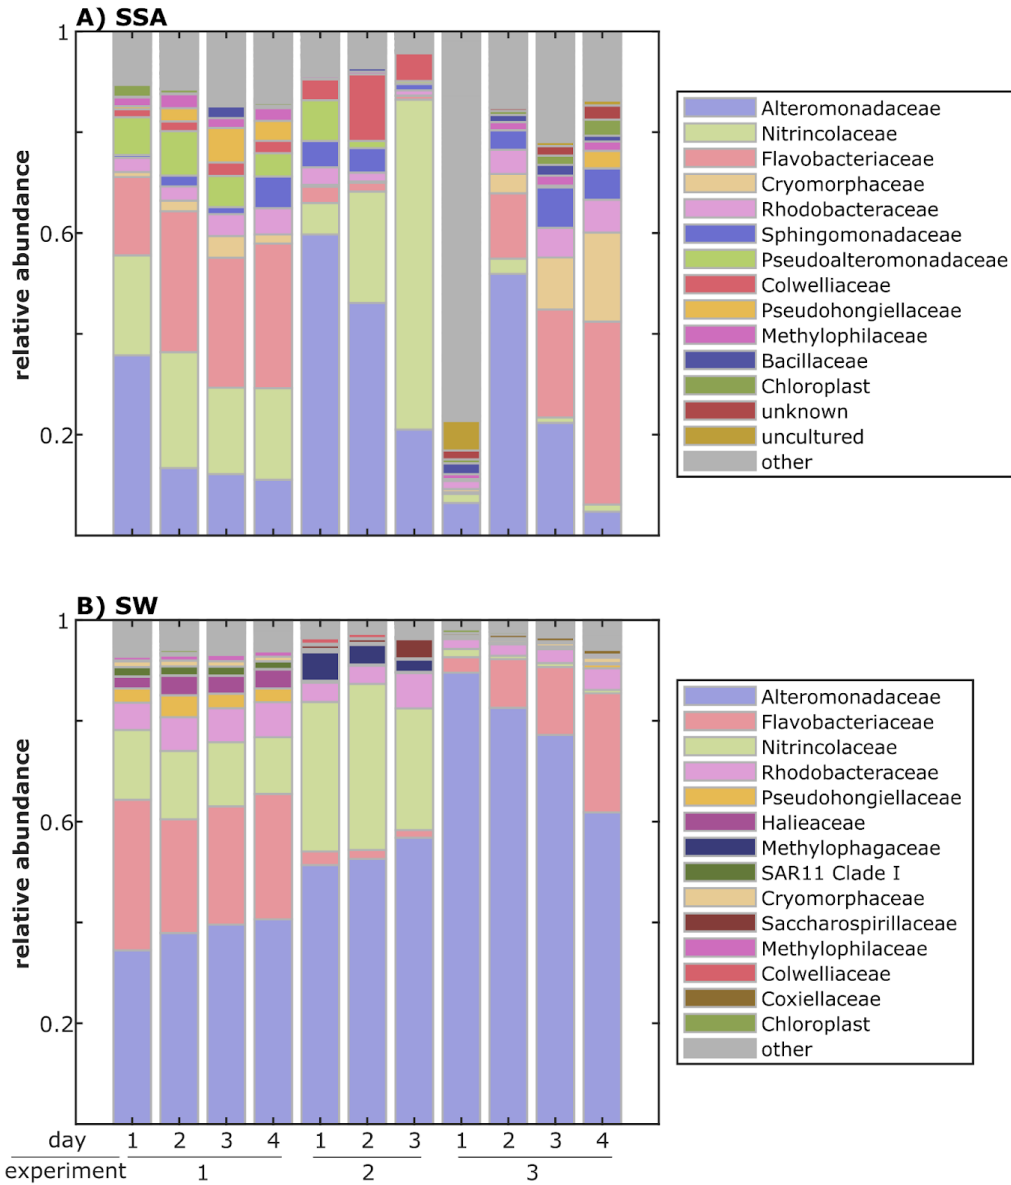 A) SSA
1
0.6
0.2
relative abundance
Alteromonadaceae
Nitrincolaceae
Flavobacteriaceae
Cryomorphaceae
Rhodobacteraceae
Sphingomonadaceae
Pseudoalteromonadaceae
Colwelliaceae
Pseudohongiellaceae
Methylophilaceae
Bacillaceae
Chloroplast
unknown
uncultured
other
B) SW
1
0.6
0.2
relative abundance
Alteromonadaceae
Flavobacteriaceae
Nitrincolaceae
Rhodobacteraceae
Pseudohongiellaceae
Halieaceae
Methylophagaceae
SAR11 Clade I
Cryomorphaceae
Saccharospirillaceae
Methylophilaceae
Colwelliaceae
Coxiellaceae
Chloroplast
other
day 1 2 3 4 1 2 3 1 2 3 4
experiment 1 2 3